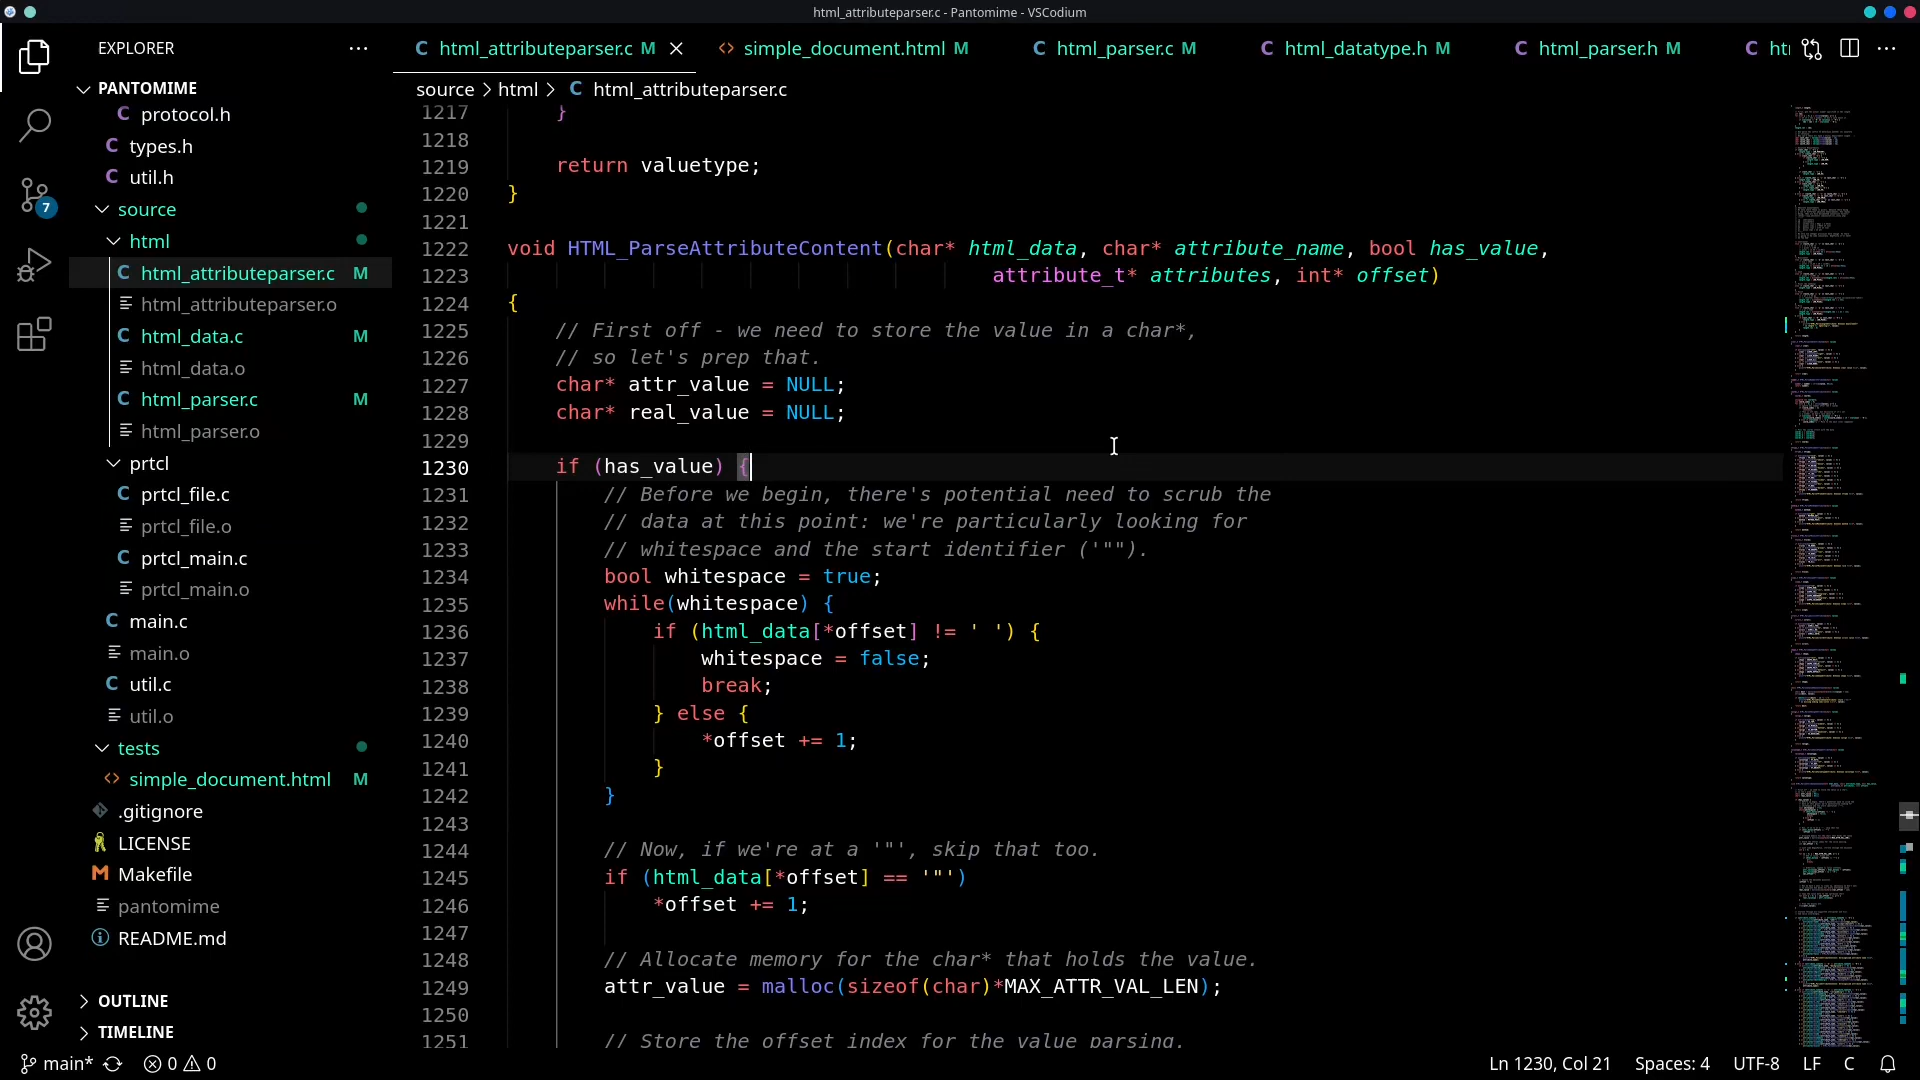 html_attributeparser.c - Pantomime - VSCodium
EXPLORER
html_attributeparser.c M
simple_document.html M
html_parser.c M
html_datatype.h M
html_parser.h M
PANTOMIME
protocol.h
types.h
util.h
source
html
html_attributeparser.c M
html_attributeparser.o
html_data.c M
html_data.o
html_parser.c M
html_parser.o
prtcl
prtcl_file.c
prtcl_file.o
prtcl_main.c
prtcl_main.o
main.c
main.o
util.c
util.o
tests
simple_document.html M
.gitignore
LICENSE
Makefile
pantomime
README.md
OUTLINE
TIMELINE
7
source > html > C html_attributeparser.c
1217 }
1218
1219 return valuetype;
1220 }
1221
1222 void HTML_ParseAttributeContent(char* html_data, char* attribute_name, bool has_value,
1223 attribute_t* attributes, int* offset)
1224 {
1225 // First off - we need to store the value in a char*,
1226 // so let's prep that.
1227 char* attr_value = NULL;
1228 char* real_value = NULL;
1229
1230 if (has_value) {
1231 // Before we begin, there's potential need to scrub the
1232 // data at this point: we're particularly looking for
1233 // whitespace and the start identifier ('"").
1234 bool whitespace = true;
1235 while(whitespace) {
1236 if (html_data[*offset] != ' ') {
1237 whitespace = false;
1238 break;
1239 } else {
1240 *offset += 1;
1241 }
1242 }
1243
1244 // Now, if we're at a '"', skip that too.
1245 if (html_data[*offset] == '"')
1246 *offset += 1;
1247
1248 // Allocate memory for the char* that holds the value.
1249 attr_value = malloc(sizeof(char)*MAX_ATTR_VAL_LEN);
1250
1251 // Store the offset index for the value parsing.
main* 0 0
Ln 1230, Col 21 Spaces: 4 UTF-8 LF C